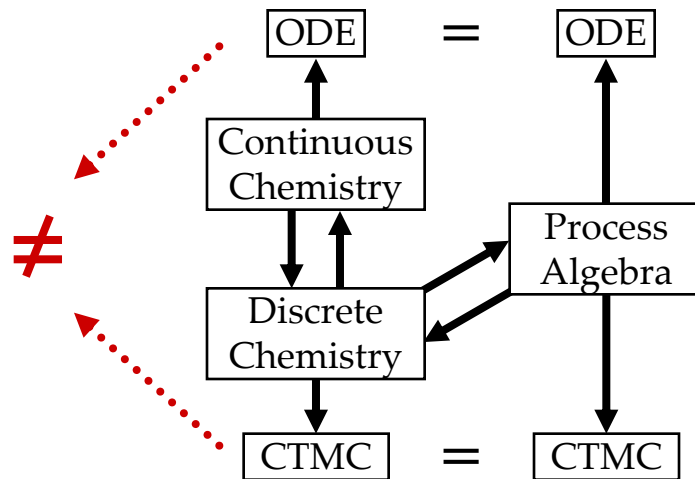 ODE = ODE
Continuous
Chemistry
≠
Process
Algebra
Discrete
Chemistry
CTMC = CTMC